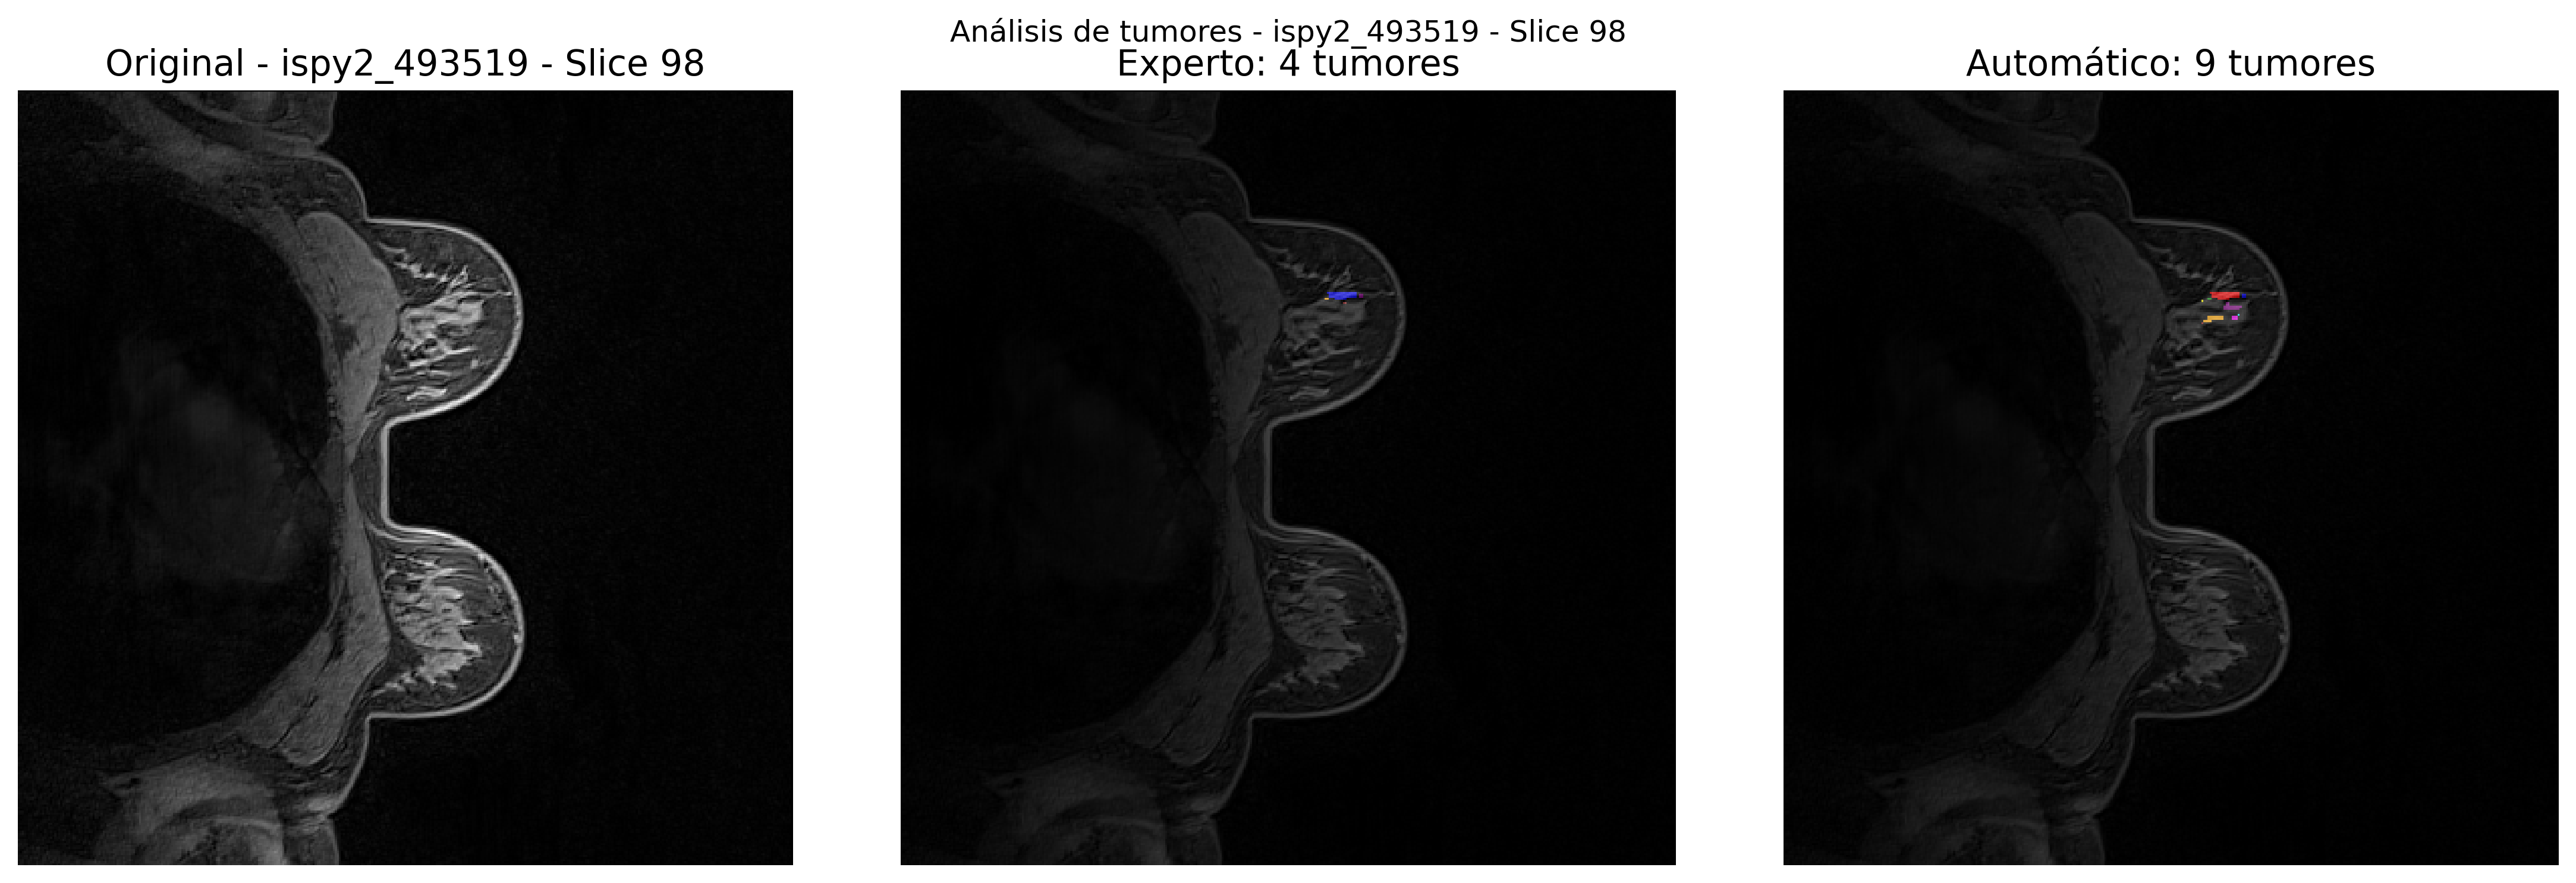 Análisis de tumores - ispy2_493519 - Slice 98
Original - ispy2_493519 - Slice 98
Experto: 4 tumores
Automático: 9 tumores